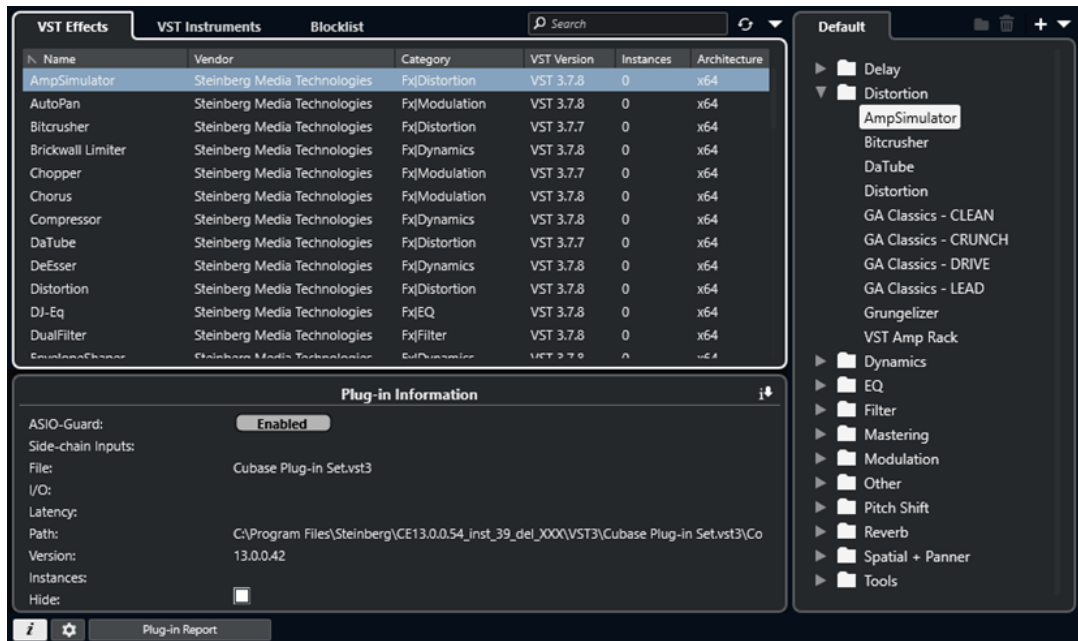 VST Effects VST Instruments Blocklist Search
Name Vendor Category VST Version Instances Architecture
AmpSimulator Steinberg Media Technologies Fx|Distortion VST 3.7.8 0 x64
AutoPan Steinberg Media Technologies Fx|Modulation VST 3.7.8 0 x64
Bitcrusher Steinberg Media Technologies Fx|Distortion VST 3.7.7 0 x64
Brickwall Limiter Steinberg Media Technologies Fx|Dynamics VST 3.7.8 0 x64
Chopper Steinberg Media Technologies Fx|Modulation VST 3.7.7 0 x64
Chorus Steinberg Media Technologies Fx|Modulation VST 3.7.8 0 x64
Compressor Steinberg Media Technologies Fx|Dynamics VST 3.7.8 0 x64
DaTube Steinberg Media Technologies Fx|Distortion VST 3.7.7 0 x64
DeEsser Steinberg Media Technologies Fx|Dynamics VST 3.7.8 0 x64
Distortion Steinberg Media Technologies Fx|Distortion VST 3.7.8 0 x64
DJ-Eq Steinberg Media Technologies Fx|EQ VST 3.7.8 0 x64
DualFilter Steinberg Media Technologies Fx|Filter VST 3.7.8 0 x64
EnvelopeShaper Steinberg Media Technologies Fx|Dynamics VST 3.7.8 0 x64
Plug-in Information
ASIO-Guard: Enabled
Side-chain Inputs:
File: Cubase Plug-in Set.vst3
I/O:
Latency:
Path: C:\Program Files\Steinberg\CE13.0.0.54_inst_39_del_XXX\VST3\Cubase Plug-in Set.vst3\Co
Version: 13.0.0.42
Instances:
Hide:
i Plug-in Report
Default
Delay
Distortion
AmpSimulator
Bitcrusher
DaTube
Distortion
GA Classics - CLEAN
GA Classics - CRUNCH
GA Classics - DRIVE
GA Classics - LEAD
Grungelizer
VST Amp Rack
Dynamics
EQ
Filter
Mastering
Modulation
Other
Pitch Shift
Reverb
Spatial + Panner
Tools